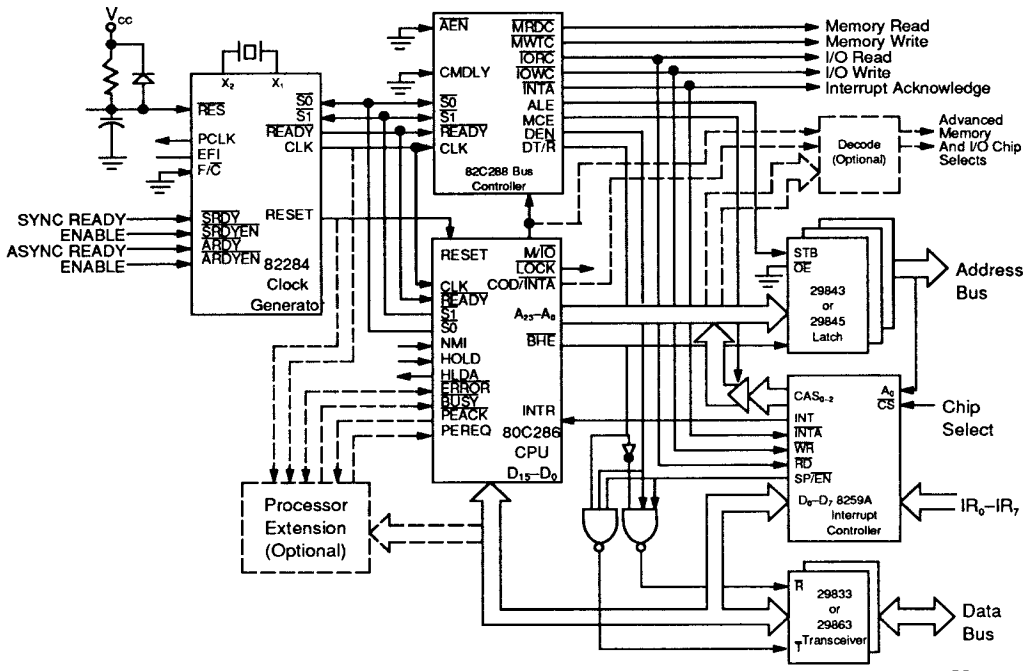 VCC
X2 X1
RES
PCLK
EFI
F/C
SYNC READY
ENABLE
ASYNC READY
ENABLE
SRDY
SRDYEN
ARDY
ARDYEN
S0
S1
READY
CLK
RESET
82284
Clock
Generator
AEN
CMDLY
S0
S1
READY
CLK
MRDC
MWTC
IORC
IOWC
INTA
ALE
MCE
DEN
DT/R
82C288 Bus
Controller
Memory Read
Memory Write
I/O Read
I/O Write
Interrupt Acknowledge
Decode
(Optional)
Advanced
Memory
And I/O Chip
Selects
RESET
CLK
READY
S1
S0
NMI
HOLD
HLDA
ERROR
BUSY
PEACK
PEREQ
M/IO
LOCK
COD/INTA
A23–A0
BHE
INTR
80C286
CPU
D15–D0
STB
OE
29843
or
29845
Latch
Address
Bus
CAS0–2
INT
INTA
WR
RD
SP/EN
D0–D7 8259A
Interrupt
Controller
A0
CS
Chip
Select
IR0–IR7
Processor
Extension
(Optional)
R
29833
or
29863
Transceiver
T
Data
Bus